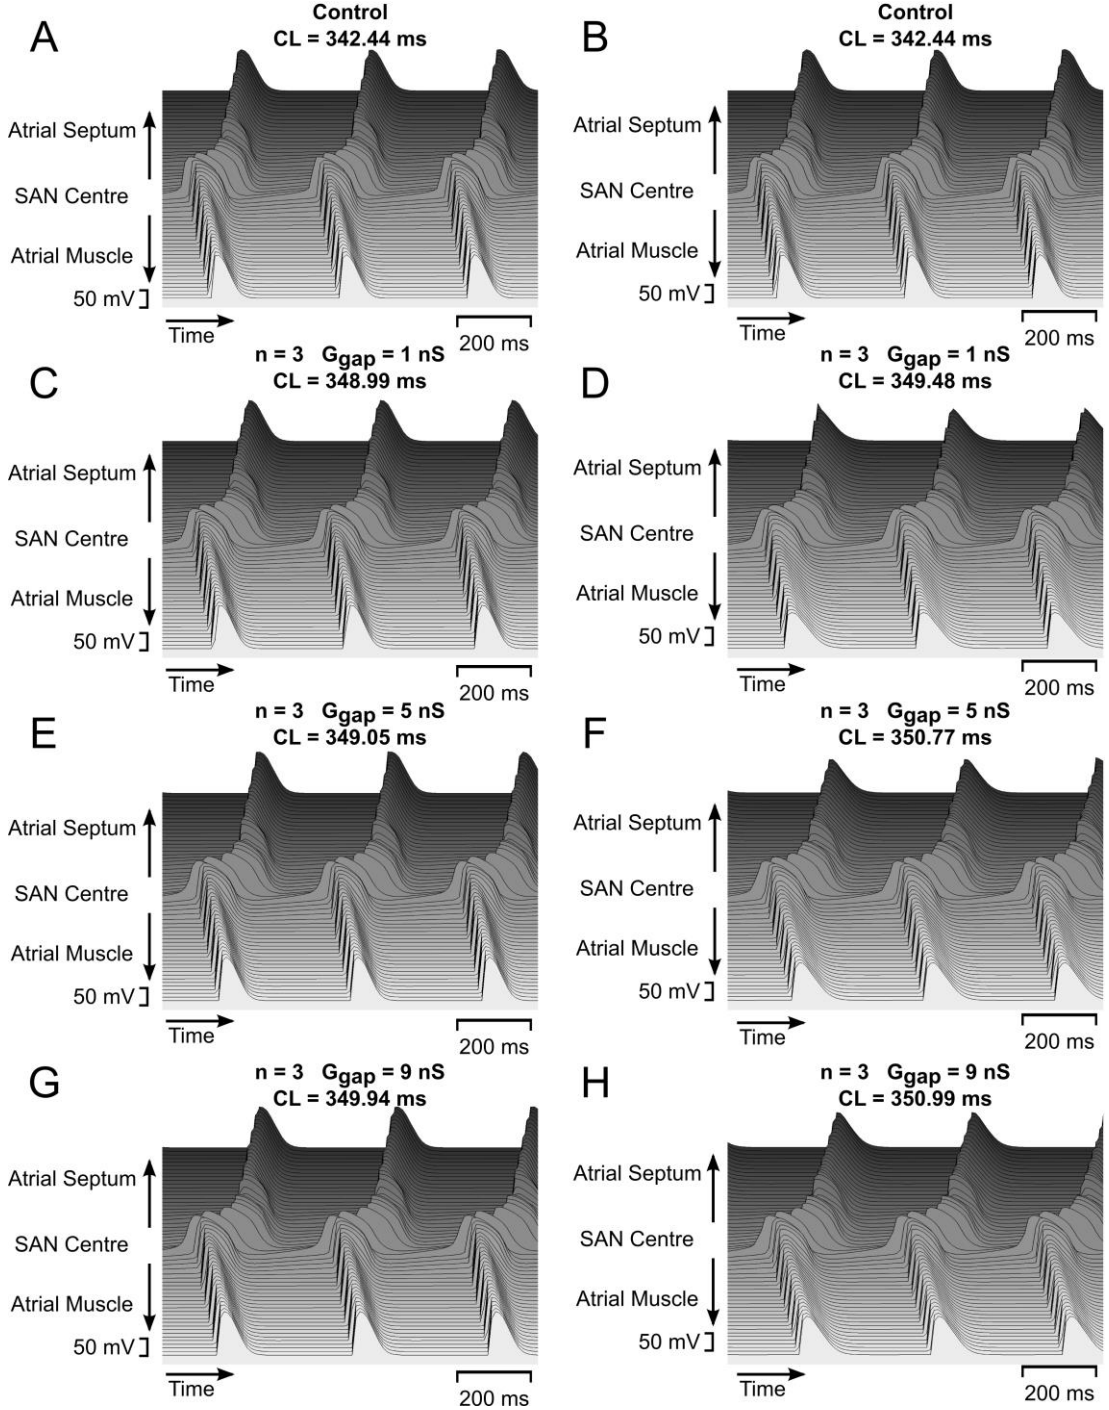 A
Control
CL = 342.44 ms
Atrial Septum
SAN Centre
Atrial Muscle
50 mV
Time
200 ms
B
Control
CL = 342.44 ms
Atrial Septum
SAN Centre
Atrial Muscle
50 mV
Time
200 ms
C
n = 3 Ggap = 1 nS
CL = 348.99 ms
Atrial Septum
SAN Centre
Atrial Muscle
50 mV
Time
200 ms
D
n = 3 Ggap = 1 nS
CL = 349.48 ms
Atrial Septum
SAN Centre
Atrial Muscle
50 mV
Time
200 ms
E
n = 3 Ggap = 5 nS
CL = 349.05 ms
Atrial Septum
SAN Centre
Atrial Muscle
50 mV
Time
200 ms
F
n = 3 Ggap = 5 nS
CL = 350.77 ms
Atrial Septum
SAN Centre
Atrial Muscle
50 mV
Time
200 ms
G
n = 3 Ggap = 9 nS
CL = 349.94 ms
Atrial Septum
SAN Centre
Atrial Muscle
50 mV
Time
200 ms
H
n = 3 Ggap = 9 nS
CL = 350.99 ms
Atrial Septum
SAN Centre
Atrial Muscle
50 mV
Time
200 ms